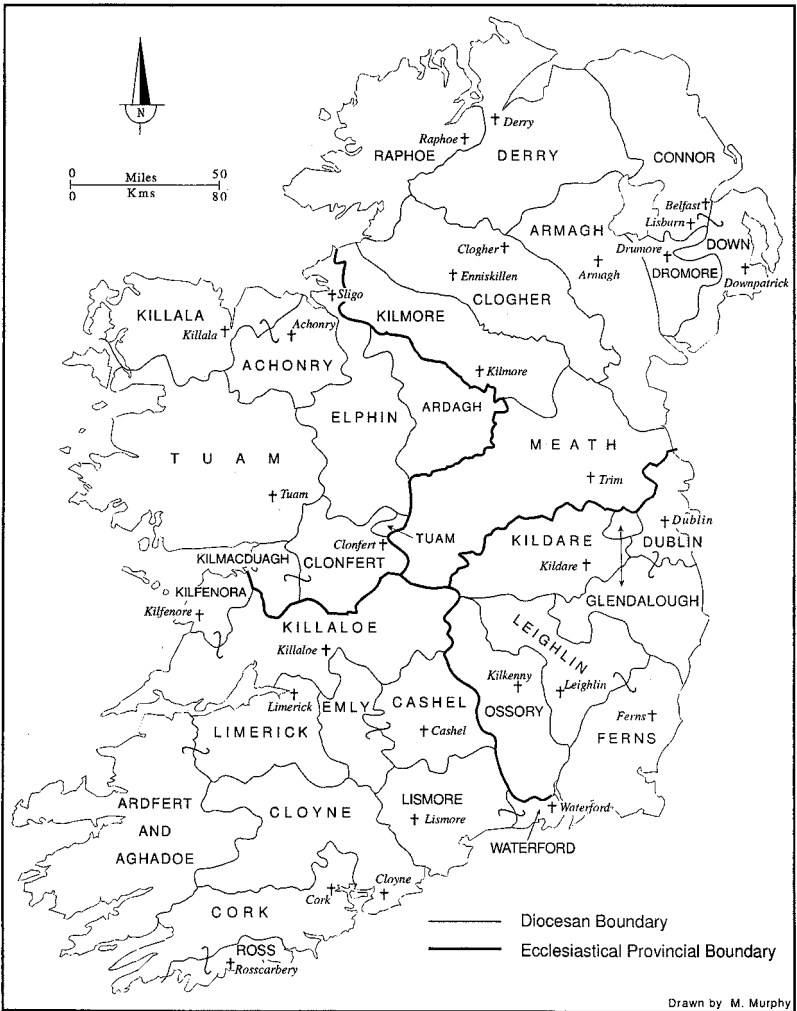 N
0 Miles 50
0 Kms 80
Derry
Raphoe
RAPHOE
DERRY
CONNOR
Belfast
Lisburn
ARMAGH
Clogher
Drumore
DOWN
Armagh
Enniskillen
DROMORE
Downpatrick
CLOGHER
Sligo
KILLALA
KILMORE
Killala
Achonry
ACHONRY
Kilmore
ARDAGH
ELPHIN
MEATH
TUAM
Trim
Tuam
Dublin
TUAM
KILDARE
DUBLIN
Clonfert
KILMACDUAGH
CLONFERT
Kildare
KILFENORA
GLENDALOUGH
Kilfenore
KILLALOE
LEIGHLIN
Killaloe
Kilkenny
Leighlin
Limerick
EMLY
CASHEL
OSSORY
Ferns
LIMERICK
Cashel
FERNS
ARDFERT
AND
AGHADOE
CLOYNE
LISMORE
Lismore
Waterford
WATERFORD
Cloyne
Cork
CORK
ROSS
Rosscarbery
Diocesan Boundary
Ecclesiastical Provincial Boundary
Drawn by M. Murphy